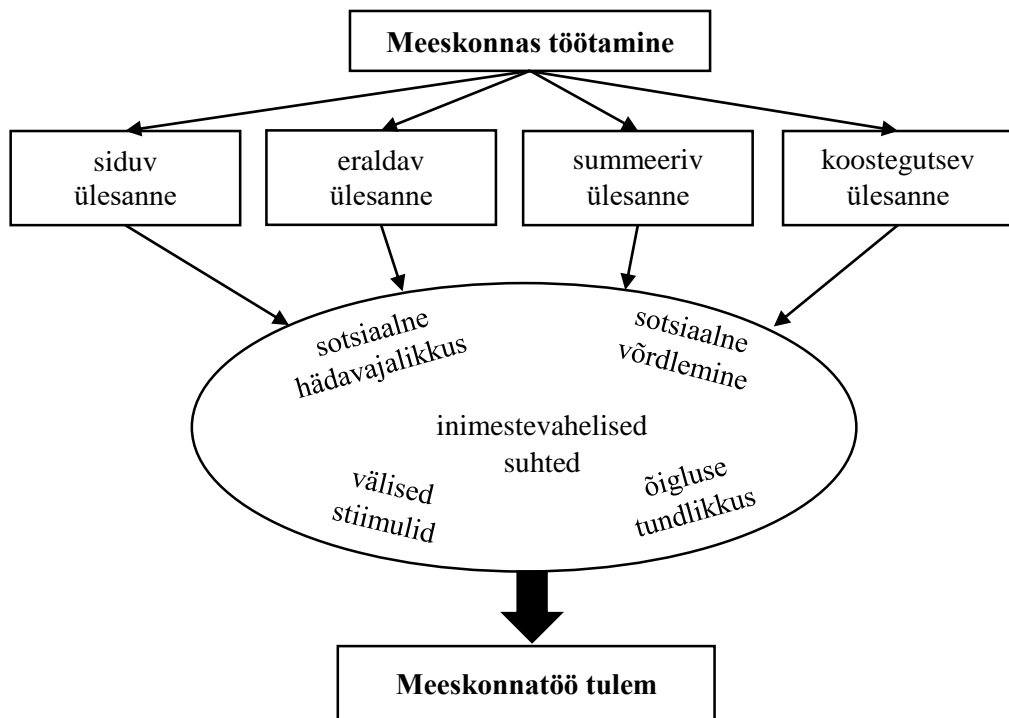 Meeskonnas töötamine
siduv
ülesanne
eraldav
ülesanne
summeeriv
ülesanne
koostegutsev
ülesanne
sotsiaalne
hädavajalikkus
sotsiaalne
võrdlemine
inimestevahelised
suhted
välised
stiimulid
õigluse
tundlikkus
Meeskonnatöö tulem